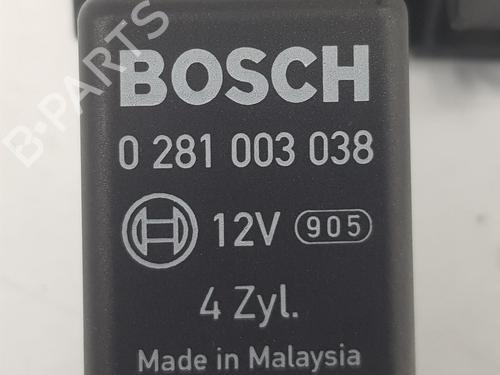 BOSCH
0 281 003 038
12V 905
4 Zyl.
Made in Malaysia
B-PARTS